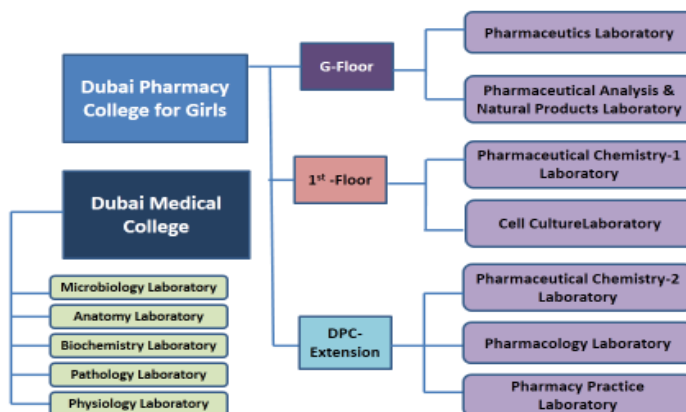 Dubai Pharmacy
College for Girls
G-Floor
Pharmaceutics Laboratory
Pharmaceutical Analysis &
Natural Products Laboratory
1st -Floor
Pharmaceutical Chemistry-1
Laboratory
Cell CultureLaboratory
DPC-
Extension
Pharmaceutical Chemistry-2
Laboratory
Pharmacology Laboratory
Pharmacy Practice
Laboratory
Dubai Medical
College
Microbiology Laboratory
Anatomy Laboratory
Biochemistry Laboratory
Pathology Laboratory
Physiology Laboratory